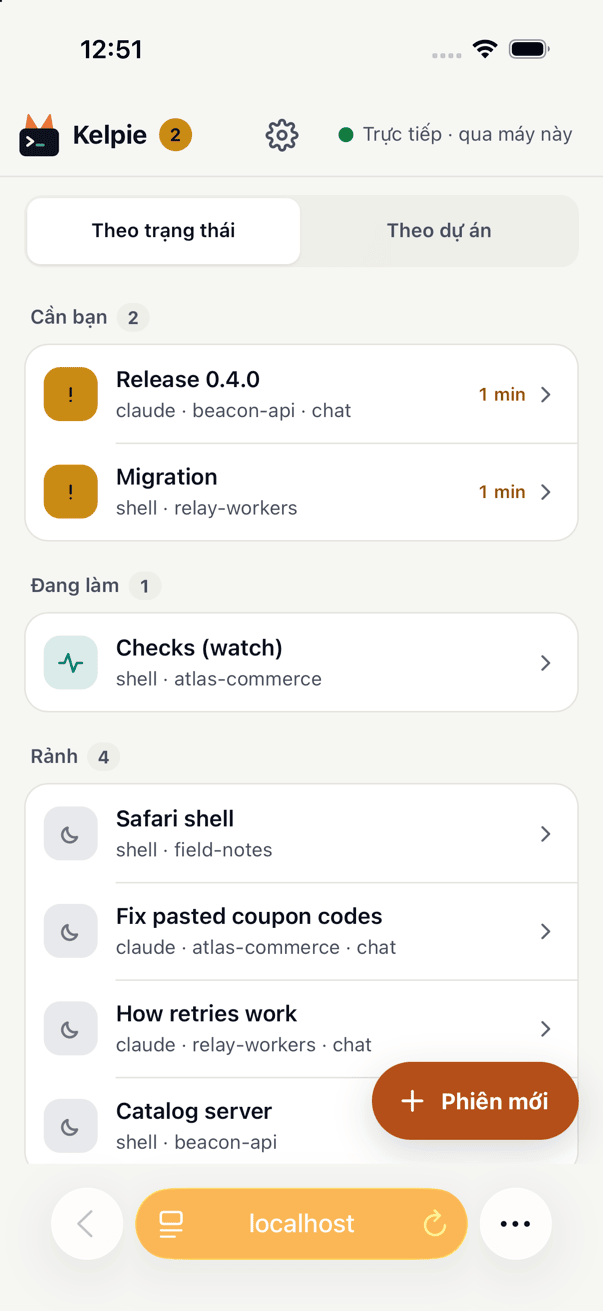 12:51
Kelpie 2
Trực tiếp · qua máy này
Theo trạng thái
Theo dự án
Cần bạn 2
! Release 0.4.0
claude · beacon-api · chat
1 min
! Migration
shell · relay-workers
1 min
Đang làm 1
Checks (watch)
shell · atlas-commerce
Rảnh 4
Safari shell
shell · field-notes
Fix pasted coupon codes
claude · atlas-commerce · chat
How retries work
claude · relay-workers · chat
Catalog server
shell · beacon-api
+ Phiên mới
localhost